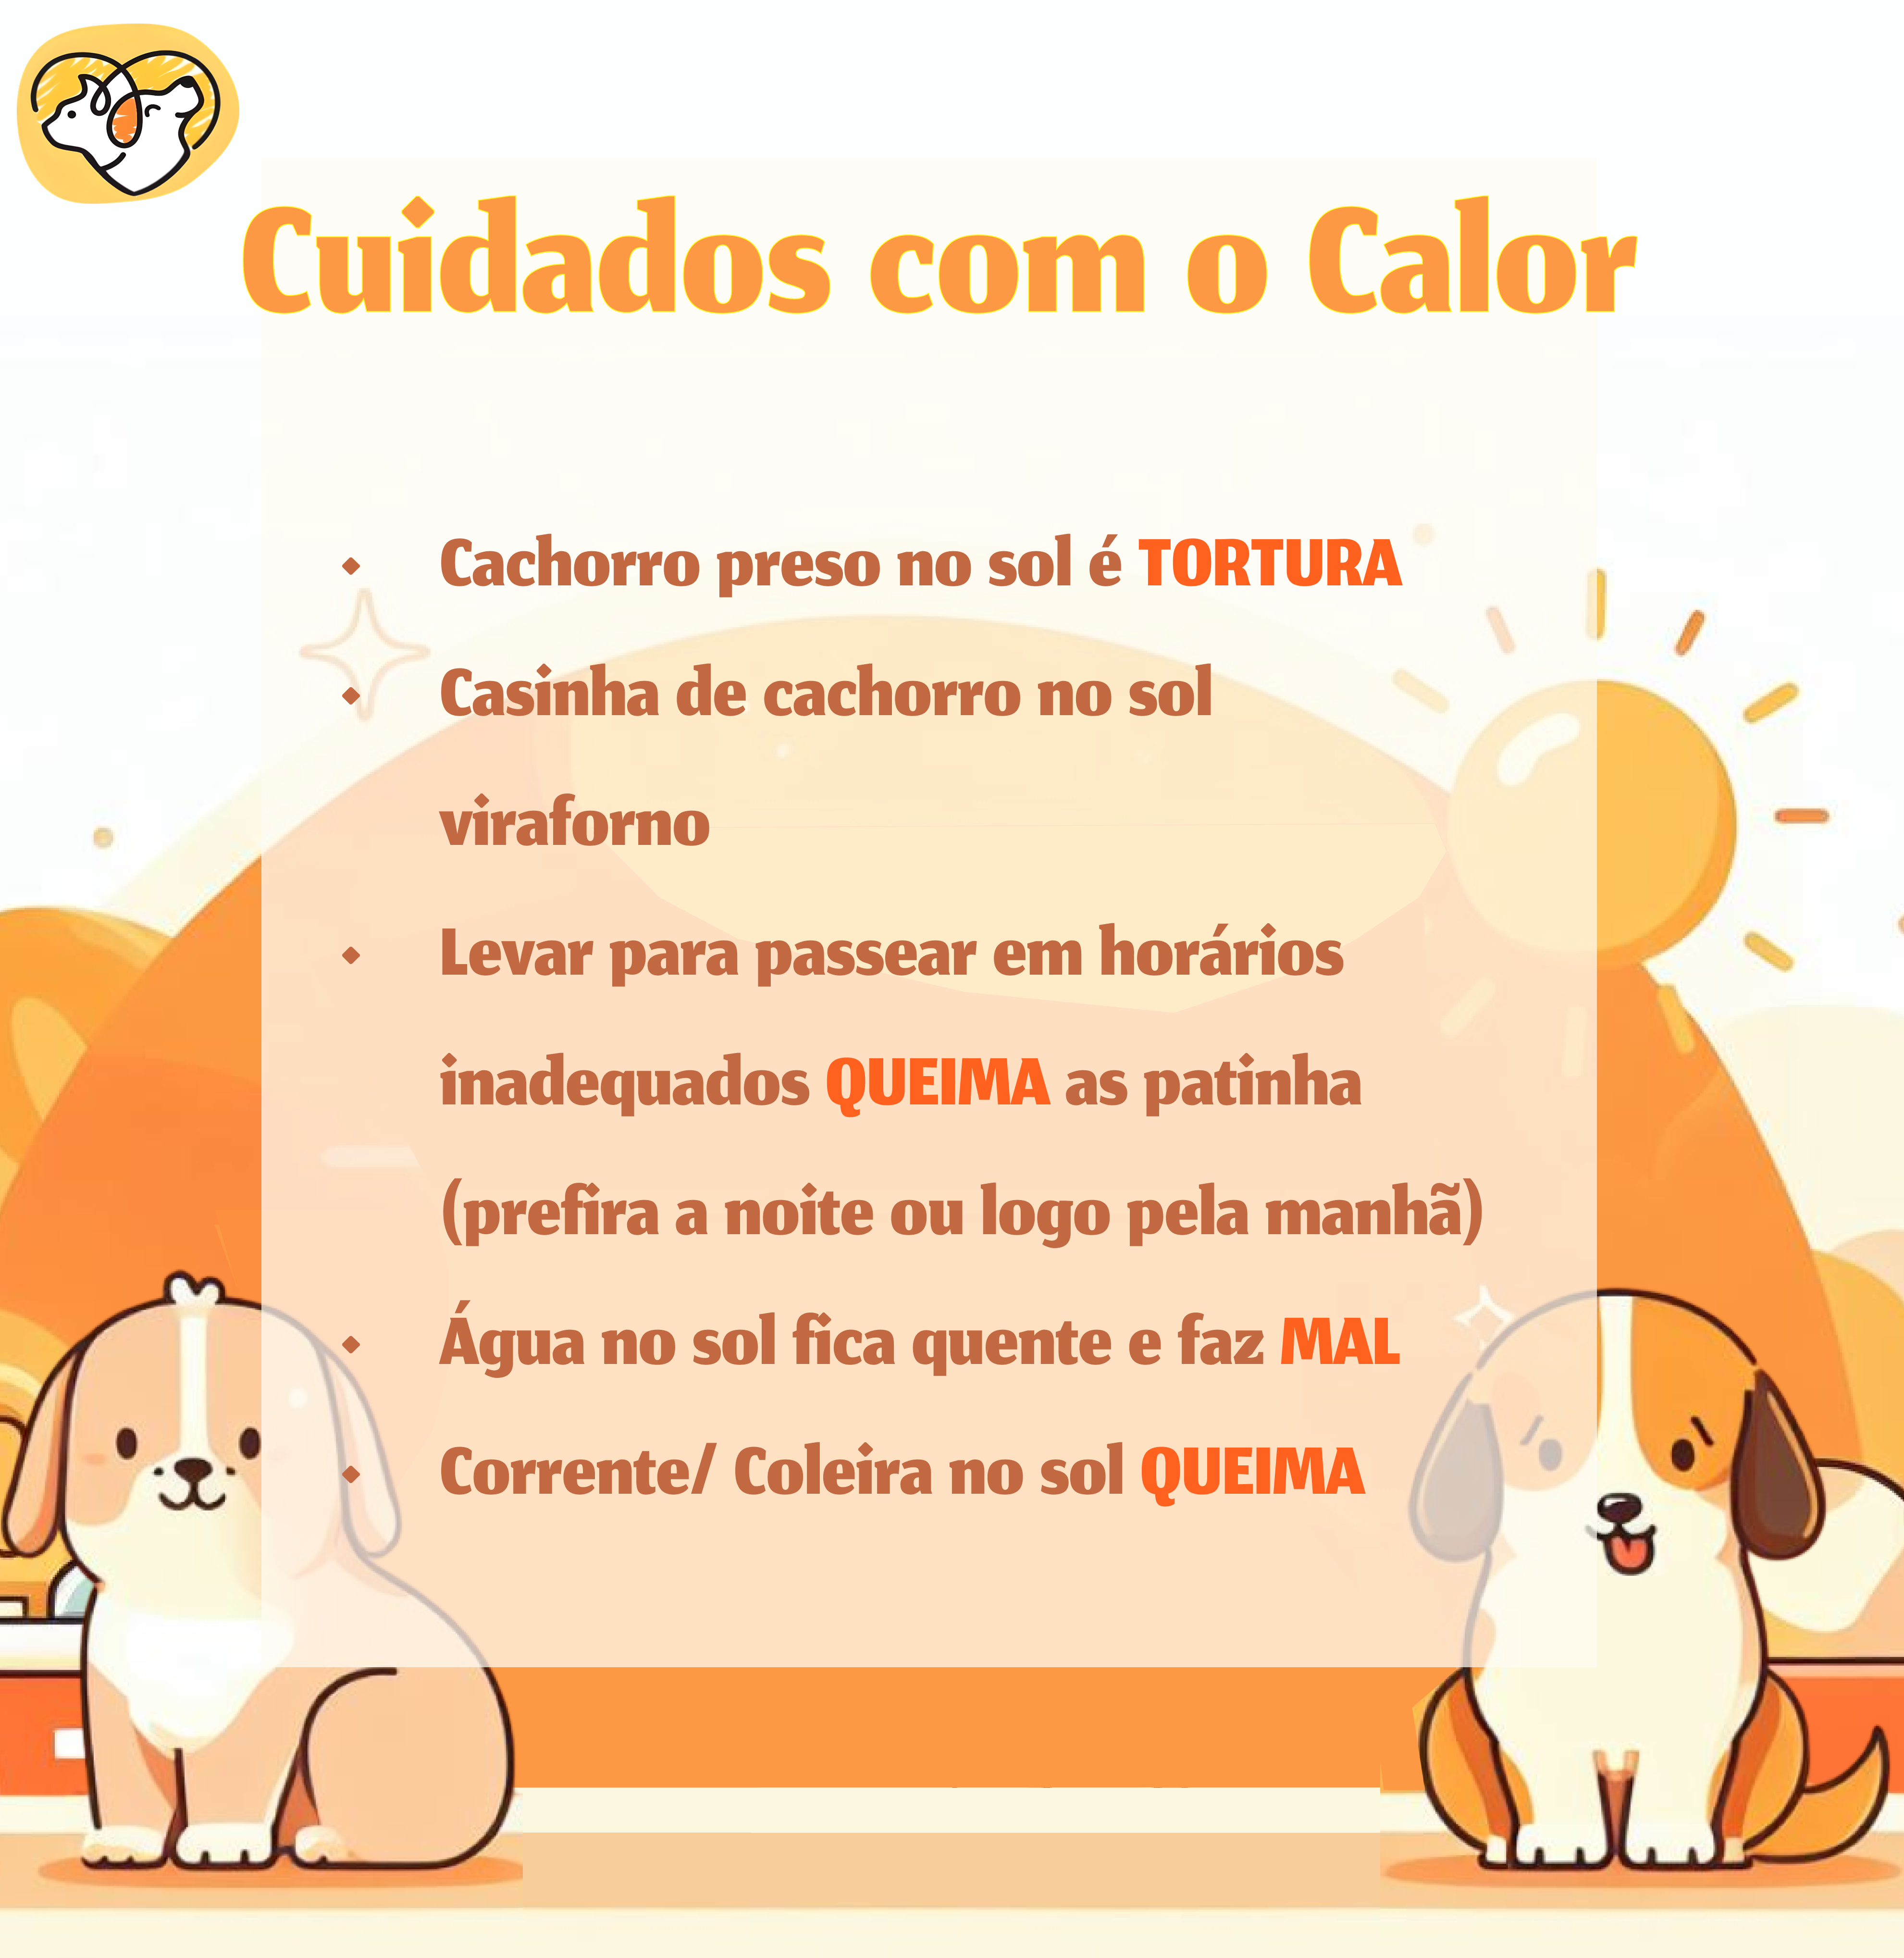 Cuidados com o Calor
• Cachorro preso no sol é TORTURA
• Casinha de cachorro no sol
viraforno
• Levar para passear em horários
inadequados QUEIMA as patinha
(prefira a noite ou logo pela manhã)
• Água no sol fica quente e faz MAL
• Corrente/ Coleira no sol QUEIMA